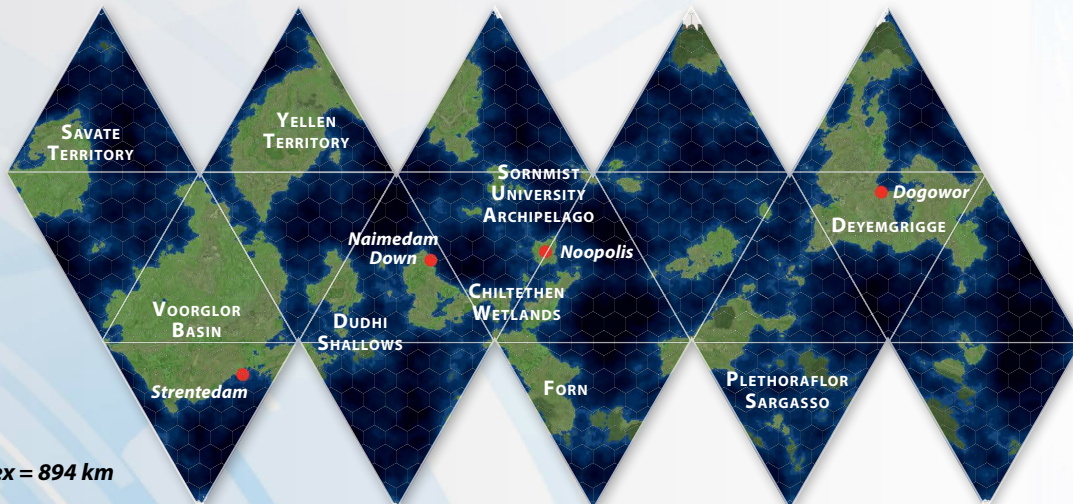 Savate
Territory
Yellen
Territory
Sornmist
University
Archipelago
Dogowor
Deyemgrigge
Naimedam
Down
Noopolis
Chiltethen
Wetlands
Voorglor
Basin
Dudhi
Shallows
Strentedam
Forn
Plethoraflor
Sargasso
ex = 894 km